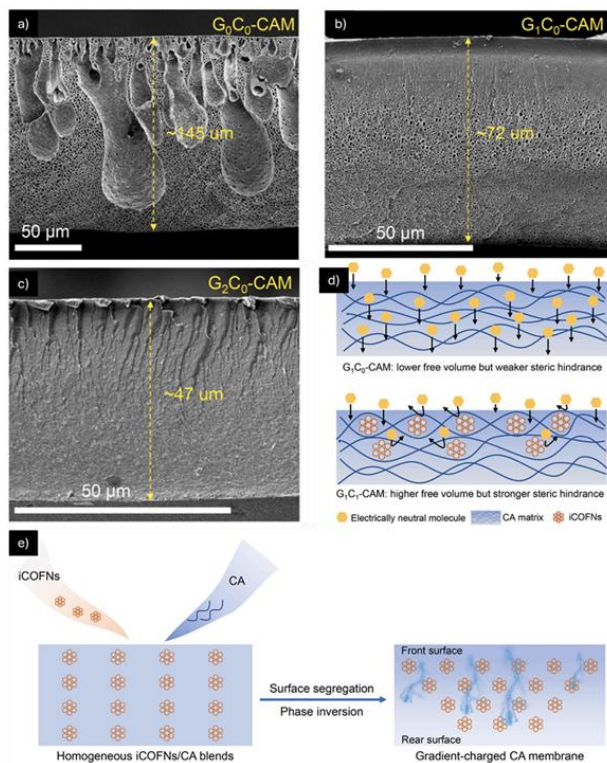 a)
G₀C₀-CAM
~145 um
50 µm
b)
G₁C₀-CAM
~72 um
50 µm
c)
G₂C₀-CAM
~47 um
50 µm
d)
G₁C₀-CAM: lower free volume but weaker steric hindrance
G₁C₁-CAM: higher free volume but stronger steric hindrance
Electrically neutral molecule CA matrix iCOFNs
e)
iCOFNs
CA
Homogeneous iCOFNs/CA blends
Surface segregation
Phase inversion
Front surface
Rear surface
Gradient-charged CA membrane